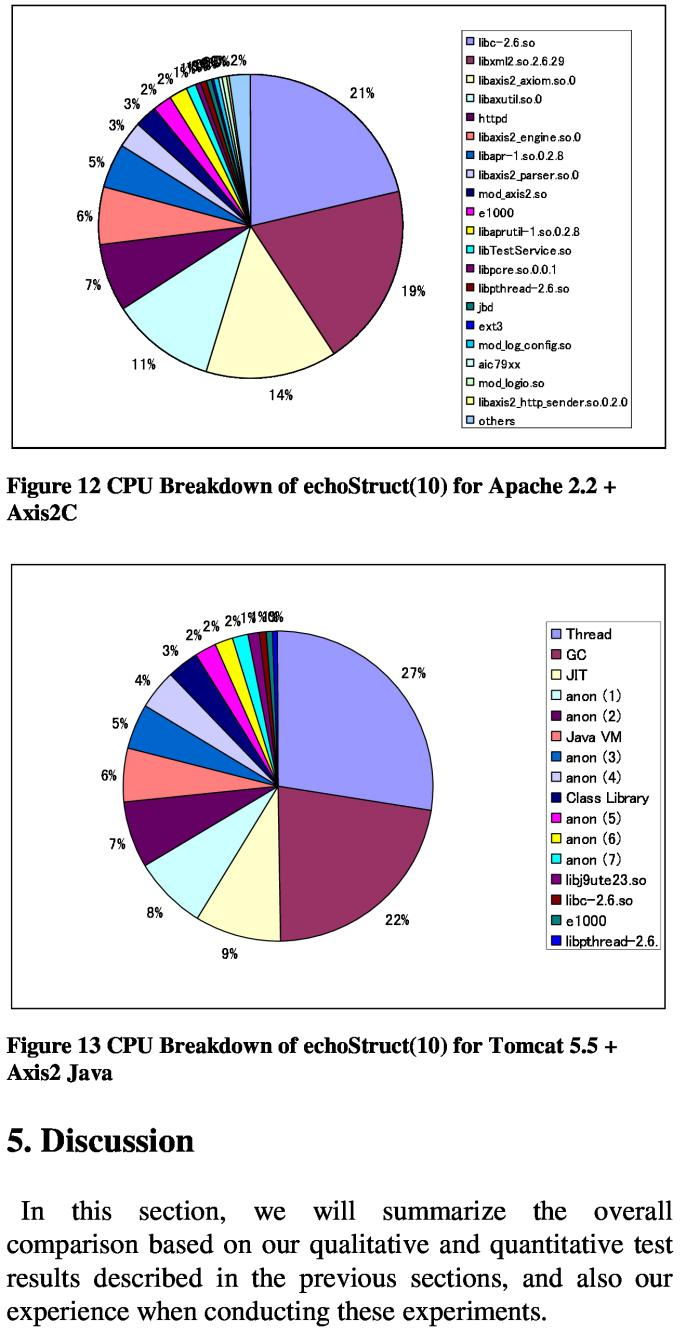 2%
21%
19%
14%
11%
7%
6%
5%
3%
3%
2%
2%
1%
libc-2.6.so
libxml2.so.2.6.29
libaxis2_axiom.so.0
libaxutil.so.0
httpd
libaxis2_engine.so.0
libapr-1.so.0.2.8
libaxis2_parser.so.0
mod_axis2.so
e1000
libaprutil-1.so.0.2.8
libTestService.so
libpcre.so.0.0.1
libpthread-2.6.so
jbd
ext3
mod_log_config.so
aic79xx
mod_logio.so
libaxis2_http_sender.so.0.2.0
others
Figure 12 CPU Breakdown of echoStruct(10) for Apache 2.2 +
Axis2C
27%
22%
9%
8%
7%
6%
5%
4%
3%
2%
2%
2%
1%
1%
0%
Thread
GC
JIT
anon (1)
anon (2)
Java VM
anon (3)
anon (4)
Class Library
anon (5)
anon (6)
anon (7)
libj9ute23.so
libc-2.6.so
e1000
libpthread-2.6.
Figure 13 CPU Breakdown of echoStruct(10) for Tomcat 5.5 +
Axis2 Java
5. Discussion
In this section, we will summarize the overall
comparison based on our qualitative and quantitative test
results described in the previous sections, and also our
experience when conducting these experiments.